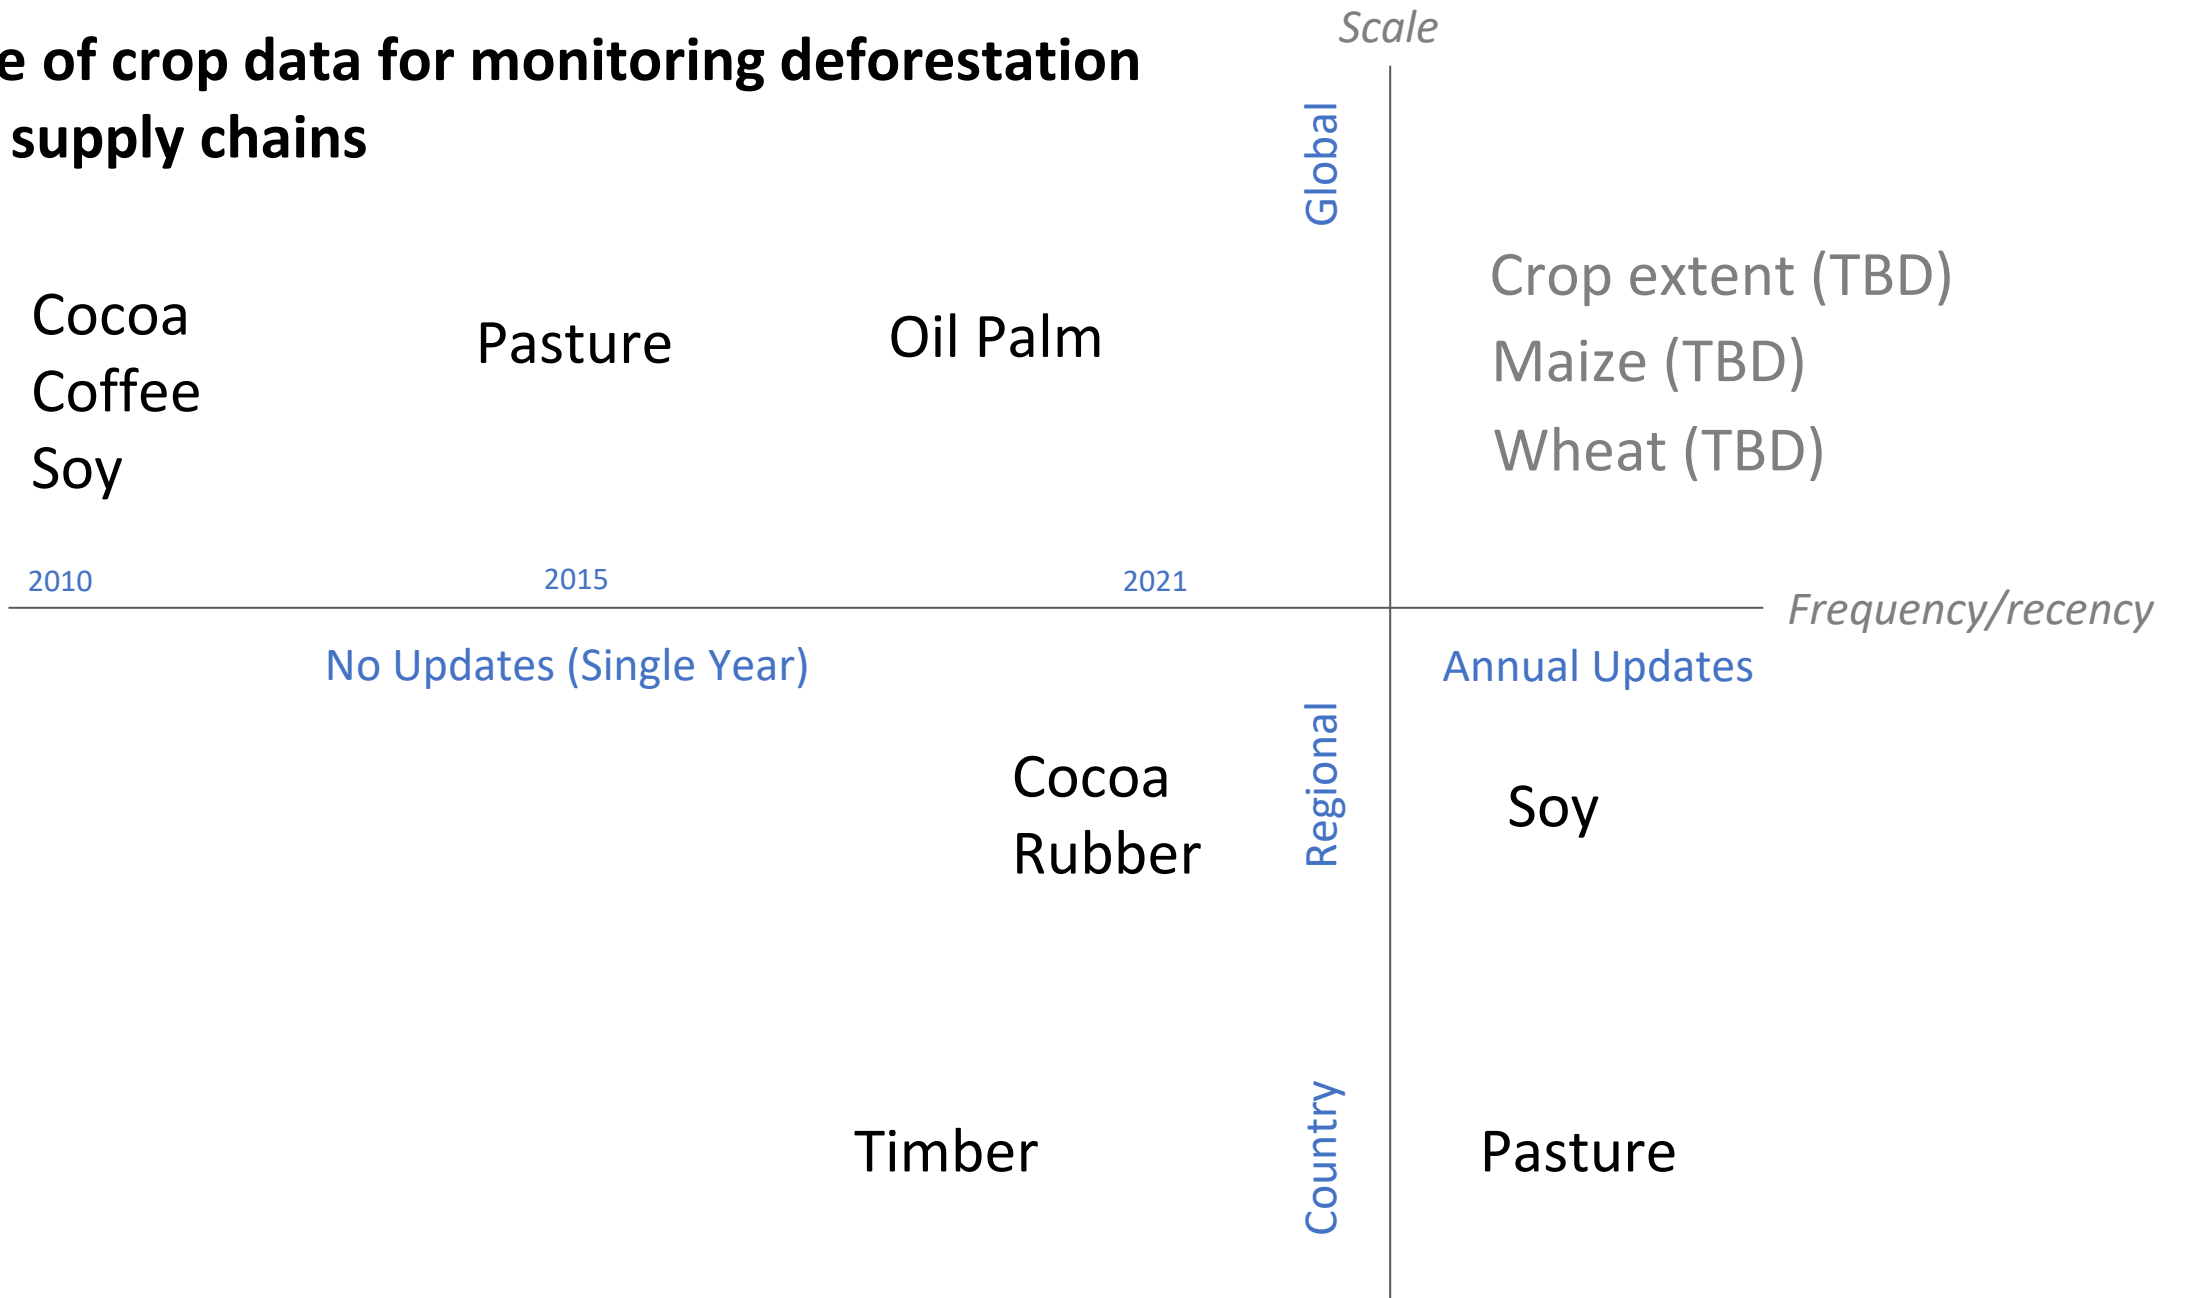 e of crop data for monitoring deforestation
supply chains
Scale
Global
Cocoa
Coffee
Soy
Pasture
Oil Palm
Crop extent (TBD)
Maize (TBD)
Wheat (TBD)
2010
2015
2021
Frequency/recency
No Updates (Single Year)
Annual Updates
Regional
Cocoa
Rubber
Soy
Country
Timber
Pasture